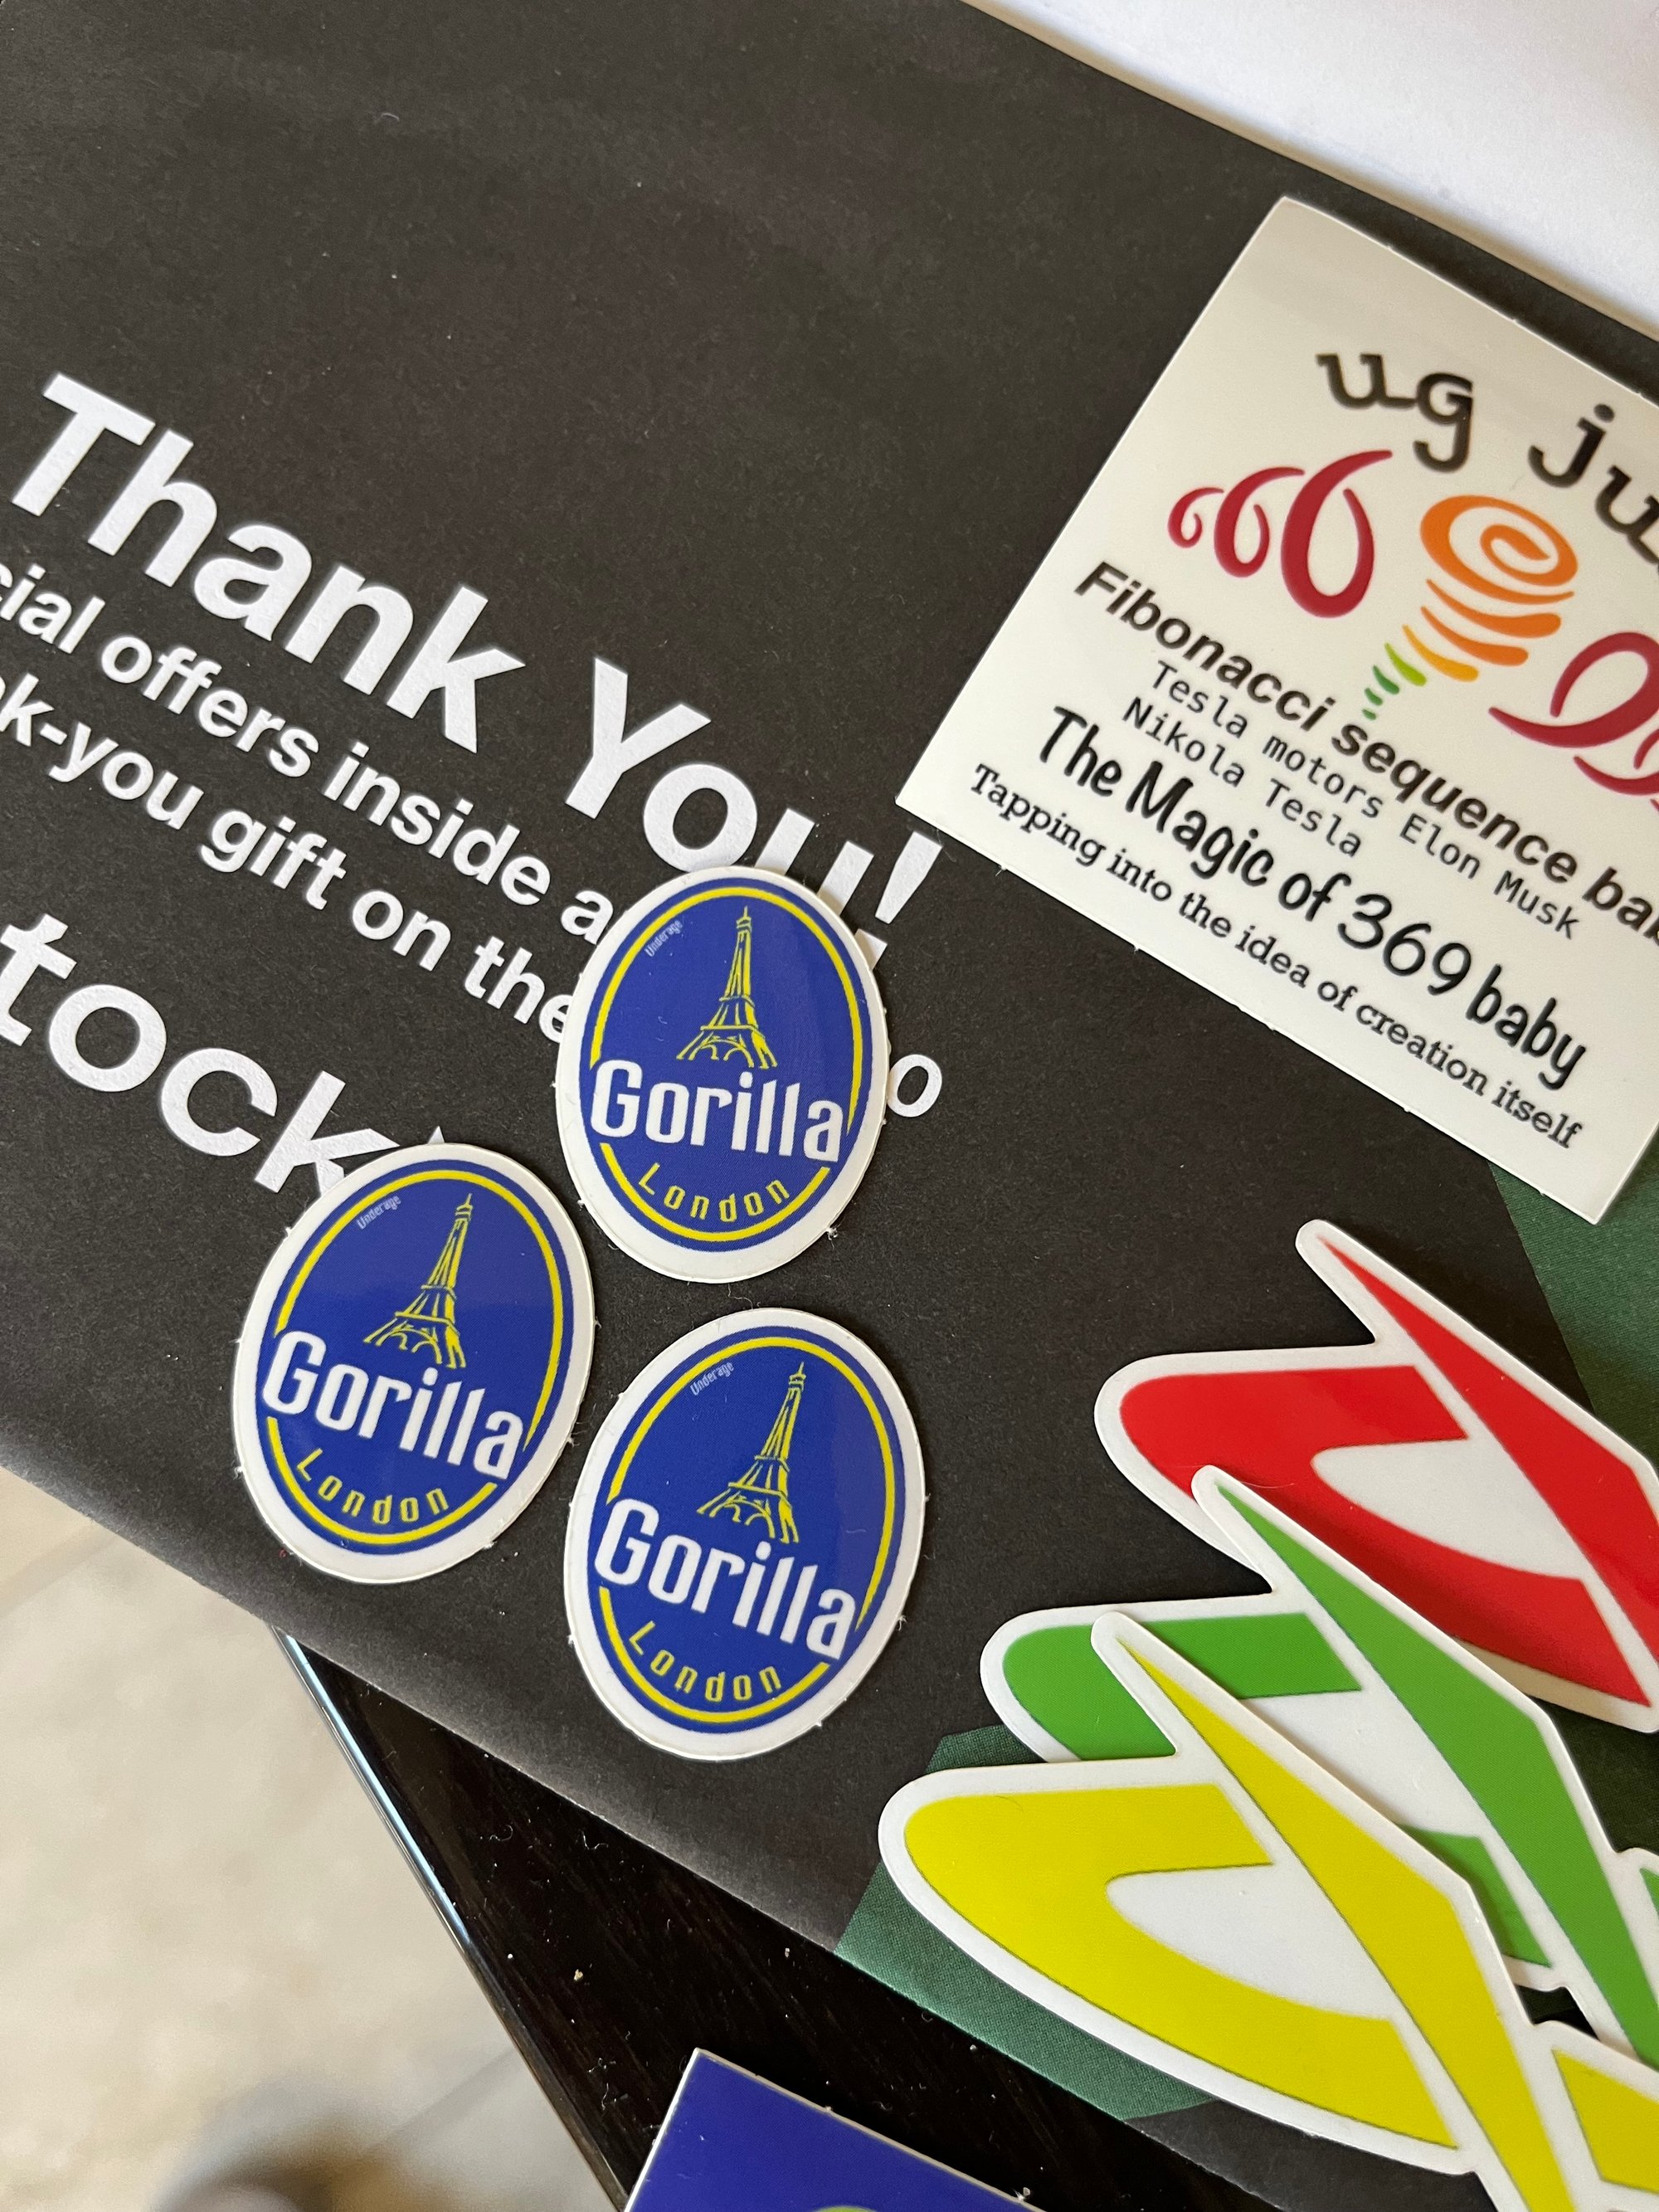 Thank You!
cial offers inside a
ak-you gift on the
o
tock
ug ju
Fibonacci sequence bab
Tesla motors Elon Musk
Nikola Tesla
The Magic of 369 baby
Tapping into the idea of creation itself
Underage
Gorilla
London
Underage
Gorilla
London
Underage
Gorilla
London